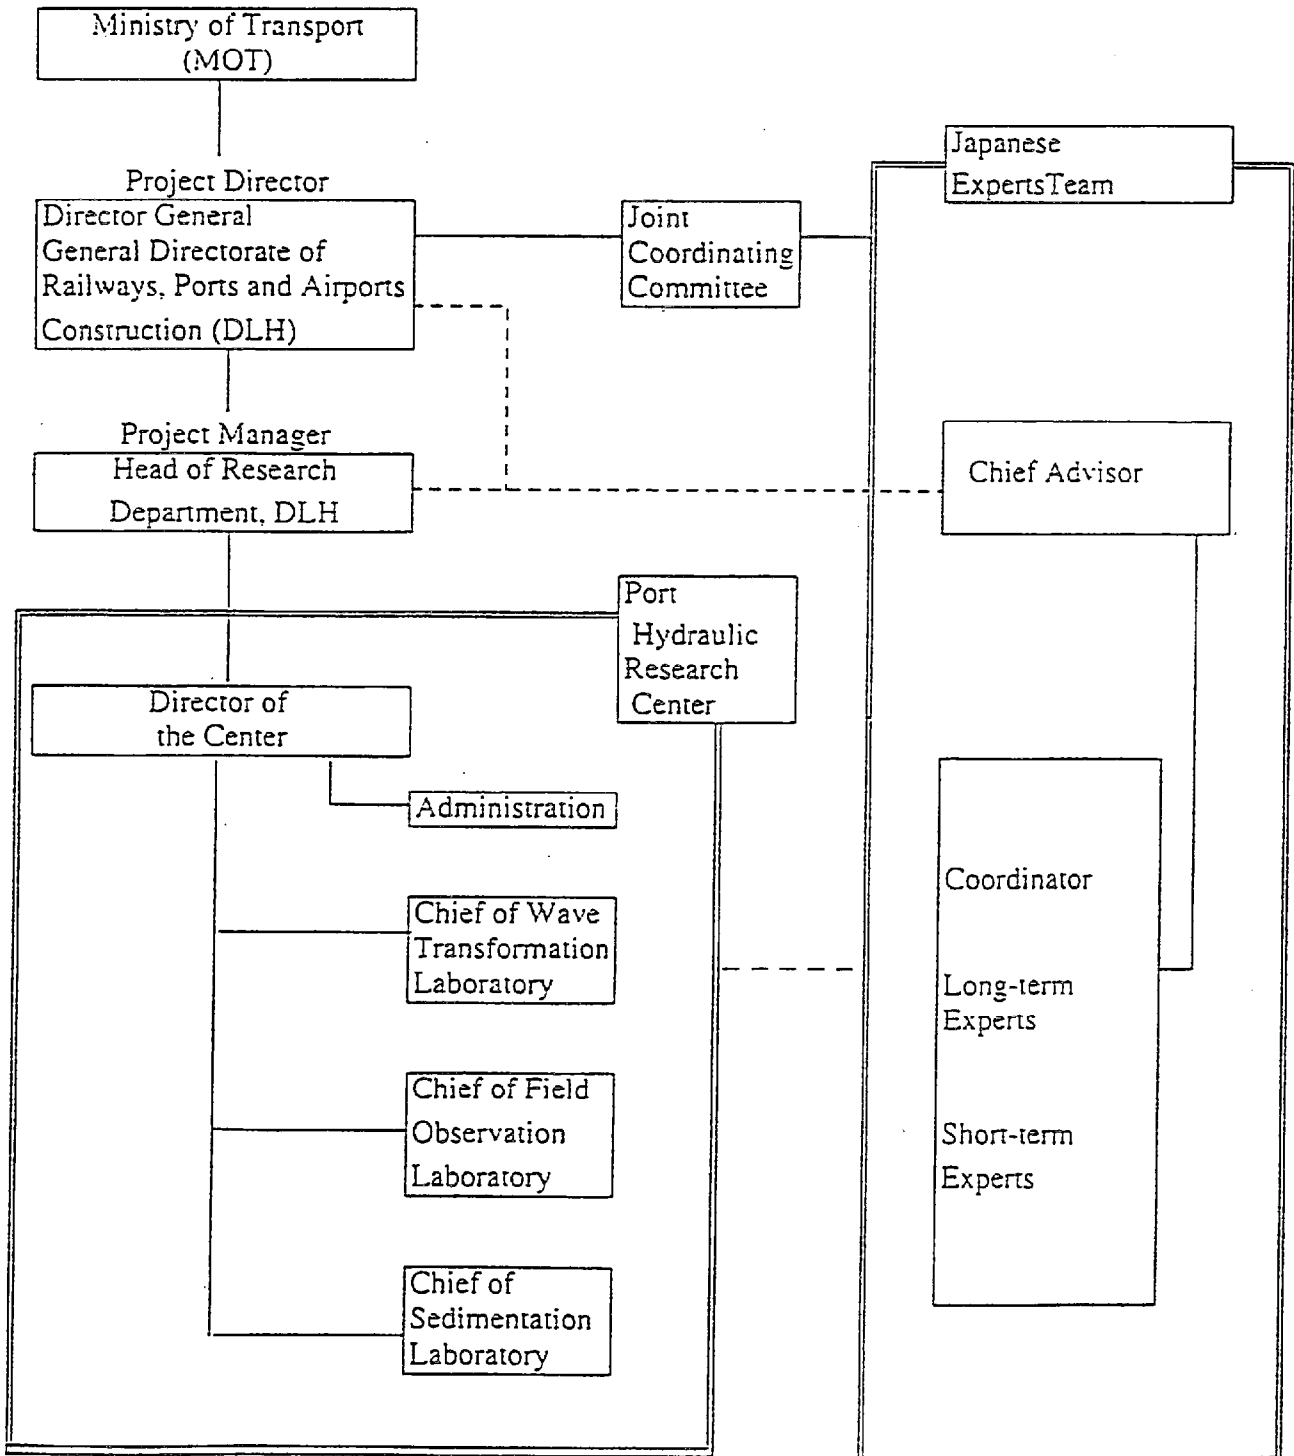 Ministry of Transport
(MOT)
Project Director
Director General
General Directorate of
Railways, Ports and Airports
Construction (DLH)
Joint
Coordinating
Committee
Japanese
ExpertsTeam
Project Manager
Head of Research
Department, DLH
Chief Advisor
Port
Hydraulic
Research
Center
Director of
the Center
Administration
Chief of Wave
Transformation
Laboratory
Chief of Field
Observation
Laboratory
Chief of
Sedimentation
Laboratory
Coordinator
Long-term
Experts
Short-term
Experts